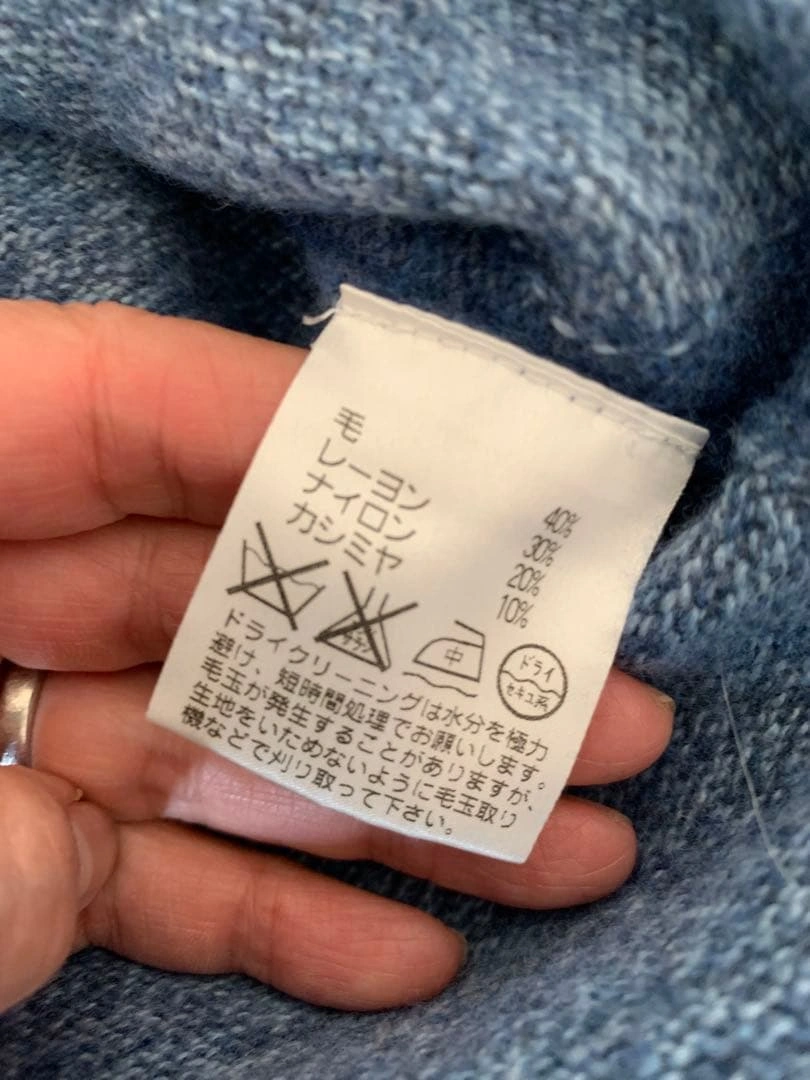 毛 40%
レーヨン 30%
ナイロン 20%
カシミヤ 10%
中
ドライ
セキユ系
ドライクリーニングは水分を極力
避け、短時間処理でお願いします。
毛玉が発生することがありますが、
生地をいためないように毛玉取り
機などで刈り取って下さい。